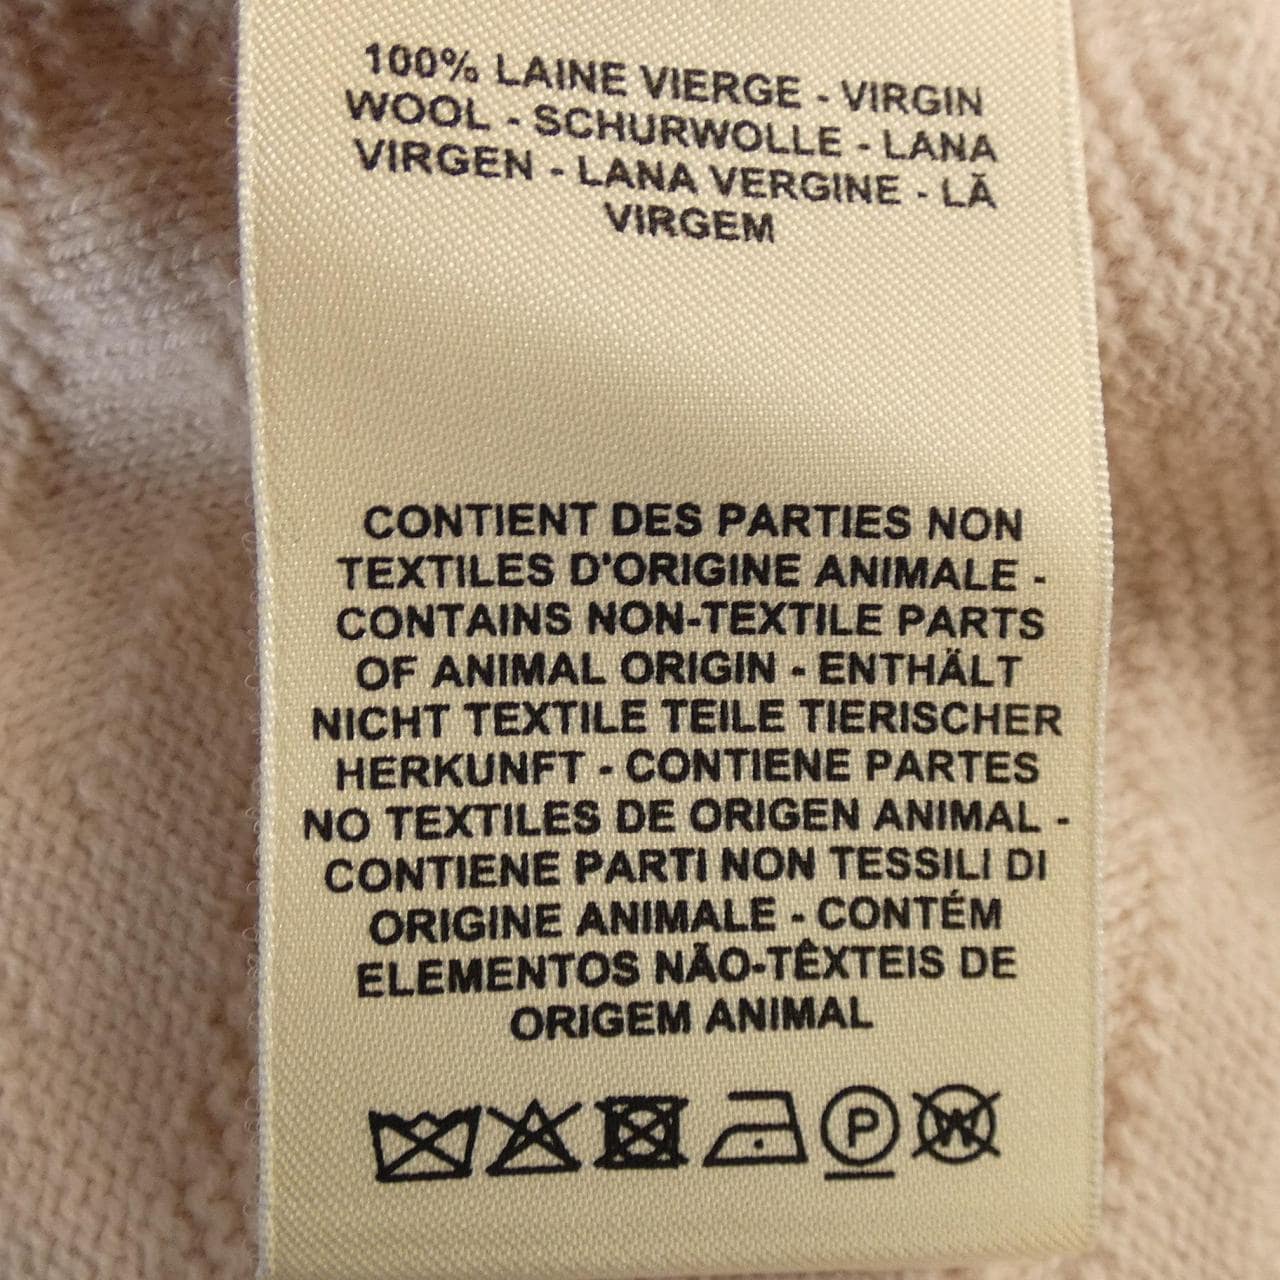 100% LAINE VIERGE - VIRGIN
WOOL - SCHURWOLLE - LANA
VIRGEN - LANA VERGINE - LÃ
VIRGEM
CONTIENT DES PARTIES NON
TEXTILES D'ORIGINE ANIMALE -
CONTAINS NON-TEXTILE PARTS
OF ANIMAL ORIGIN - ENTHÄLT
NICHT TEXTILE TEILE TIERISCHER
HERKUNFT - CONTIENE PARTES
NO TEXTILES DE ORIGEN ANIMAL -
CONTIENE PARTI NON TESSILI DI
ORIGINE ANIMALE - CONTÉM
ELEMENTOS NÃO-TÊXTEIS DE
ORIGEM ANIMAL
P W